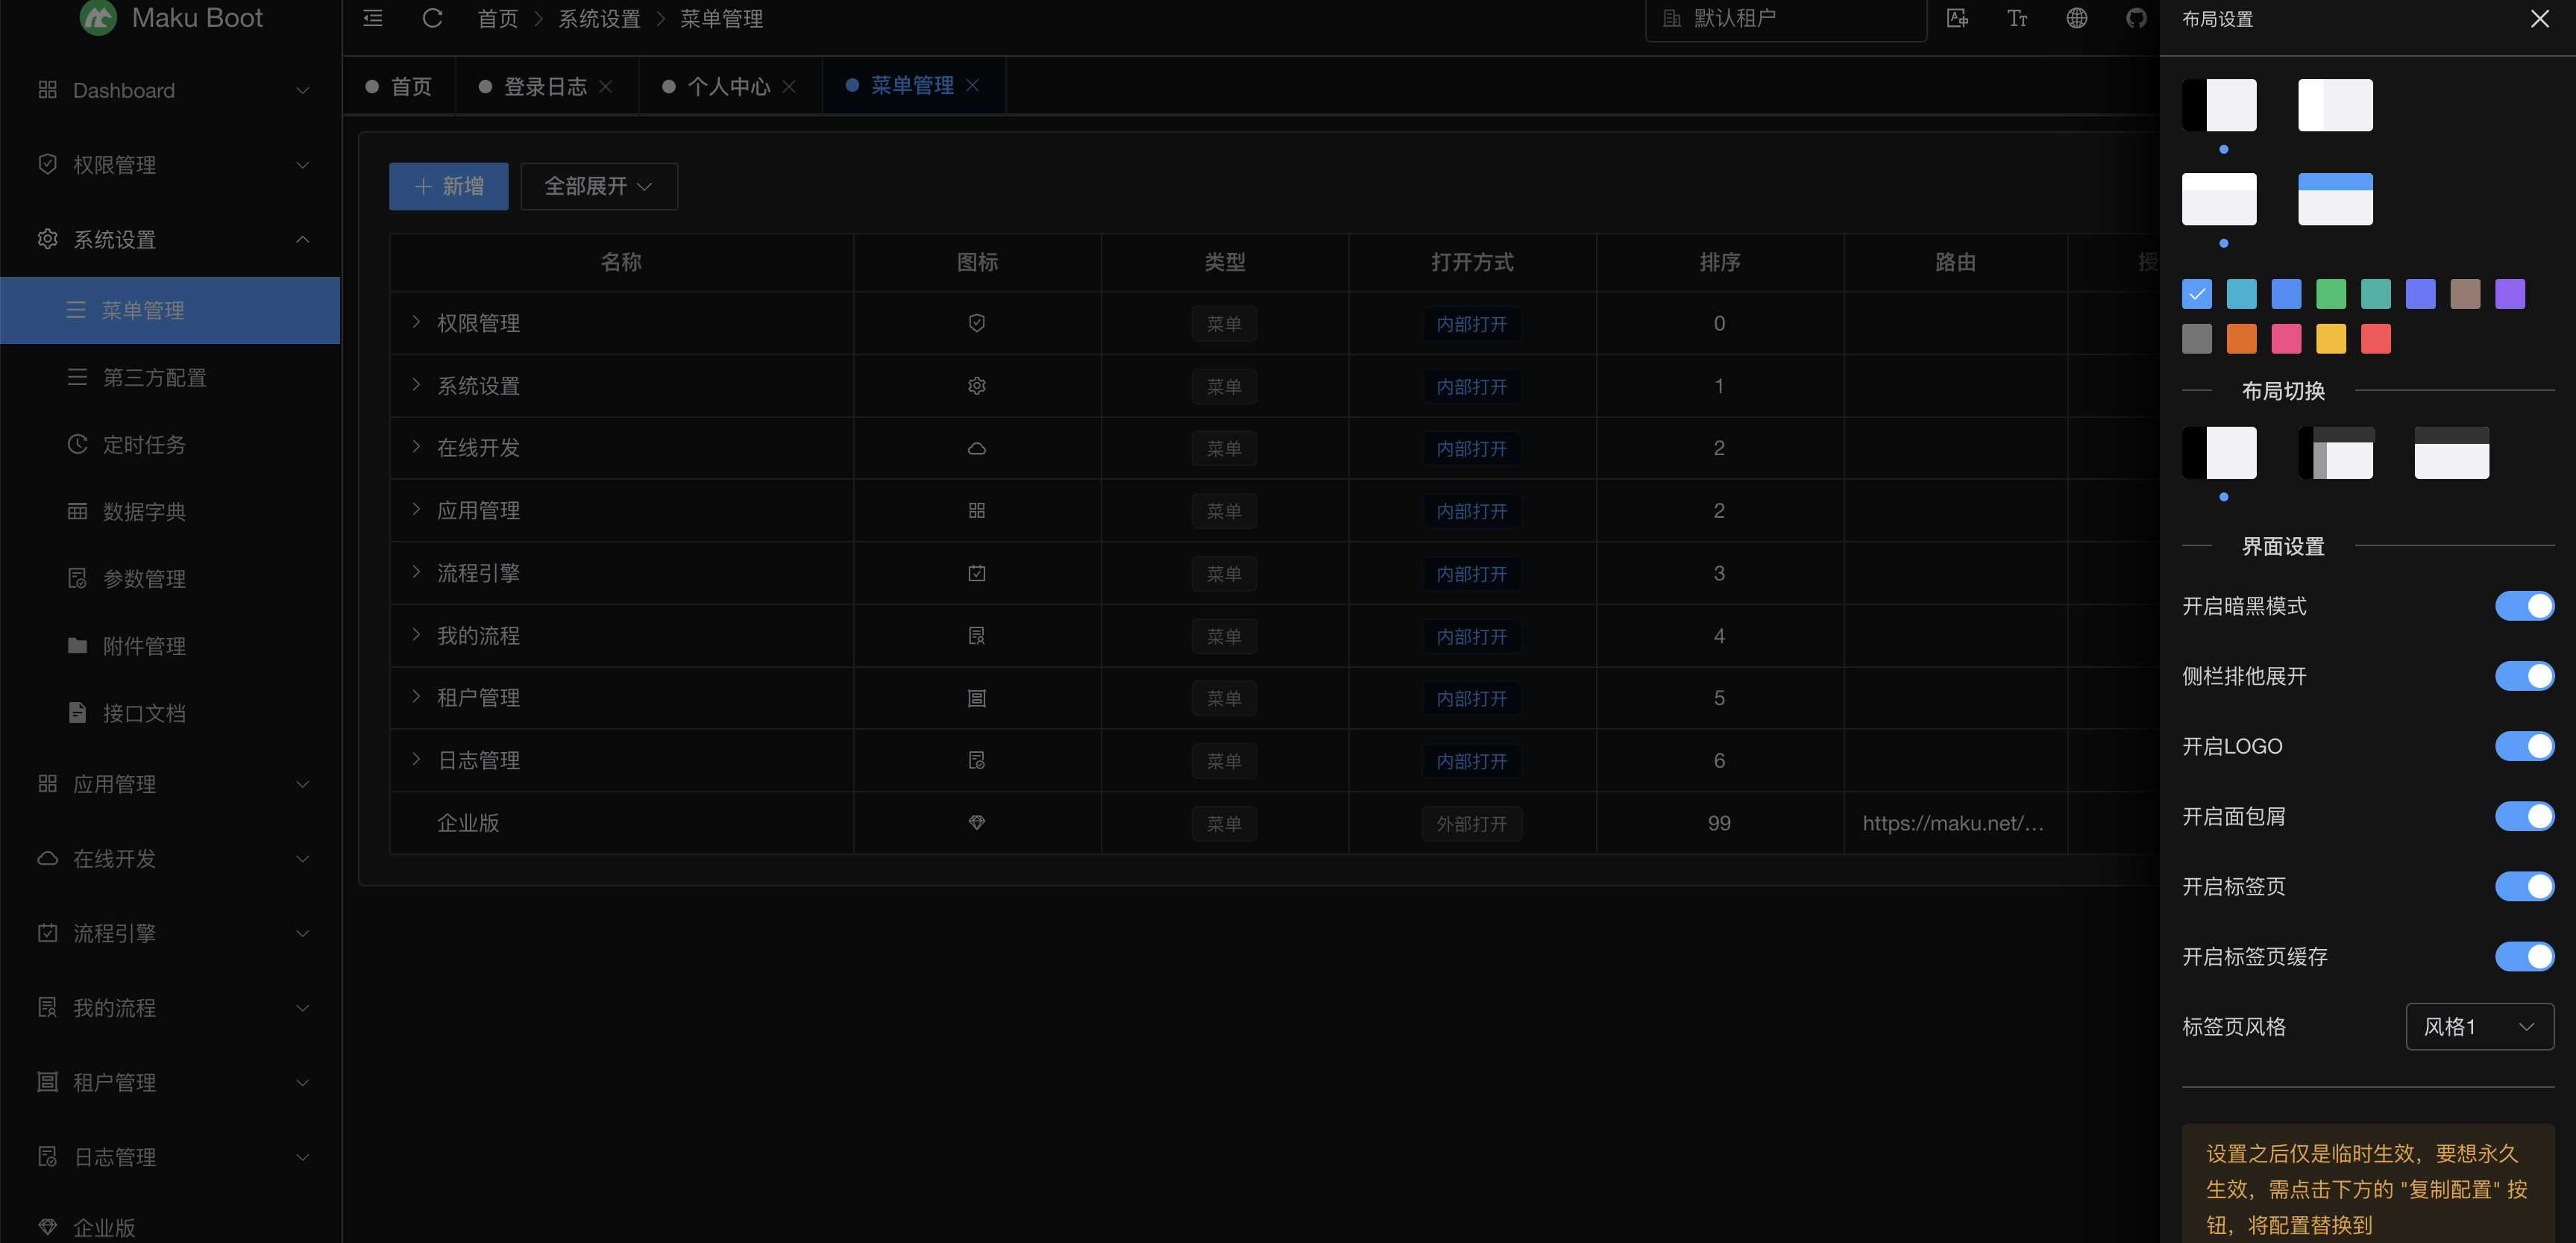 Maku Boot
首页 系统设置 菜单管理
默认租户
布局设置
Dashboard
权限管理
系统设置
菜单管理
第三方配置
定时任务
数据字典
参数管理
附件管理
接口文档
应用管理
在线开发
流程引擎
我的流程
租户管理
日志管理
企业版
首页 登录日志 个人中心 菜单管理
新增 全部展开
名称 图标 类型 打开方式 排序 路由 授
权限管理 菜单 内部打开 0
系统设置 菜单 内部打开 1
在线开发 菜单 内部打开 2
应用管理 菜单 内部打开 2
流程引擎 菜单 内部打开 3
我的流程 菜单 内部打开 4
租户管理 菜单 内部打开 5
日志管理 菜单 内部打开 6
企业版 菜单 外部打开 99 https://maku.net/...
布局切换
界面设置
开启暗黑模式
侧栏排他展开
开启LOGO
开启面包屑
开启标签页
开启标签页缓存
标签页风格 风格1
设置之后仅是临时生效，要想永久
生效，需点击下方的 "复制配置" 按
钮，将配置替换到